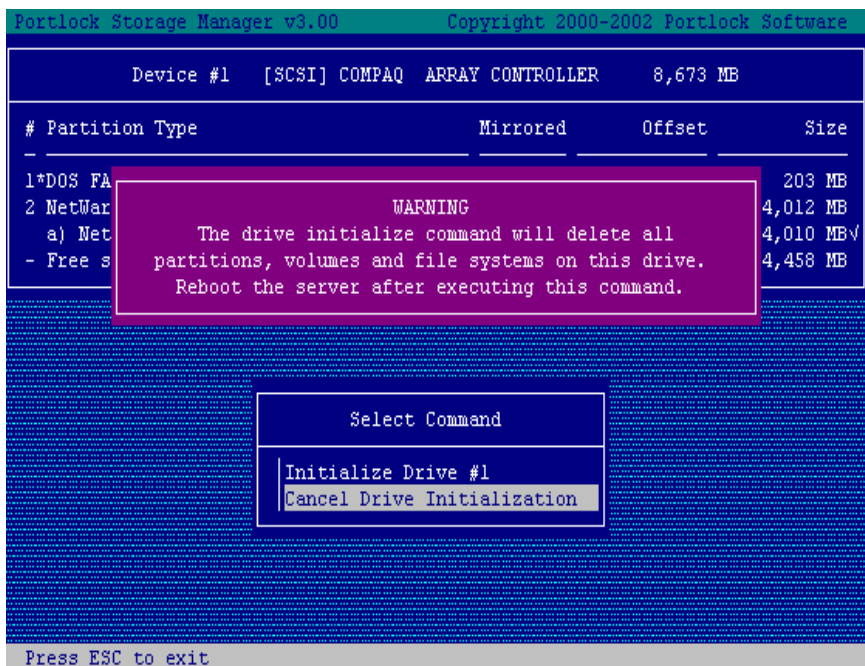 Portlock Storage Manager v3.00 Copyright 2000-2002 Portlock Software
Device #1 [SCSI] COMPAQ ARRAY CONTROLLER 8,673 MB
# Partition Type Mirrored Offset Size
1*DOS FA 203 MB
2 NetWar 4,012 MB
a) Net 4,010 MB√
- Free s 4,458 MB
WARNING
The drive initialize command will delete all
partitions, volumes and file systems on this drive.
Reboot the server after executing this command.
Select Command
Initialize Drive #1
Cancel Drive Initialization
Press ESC to exit